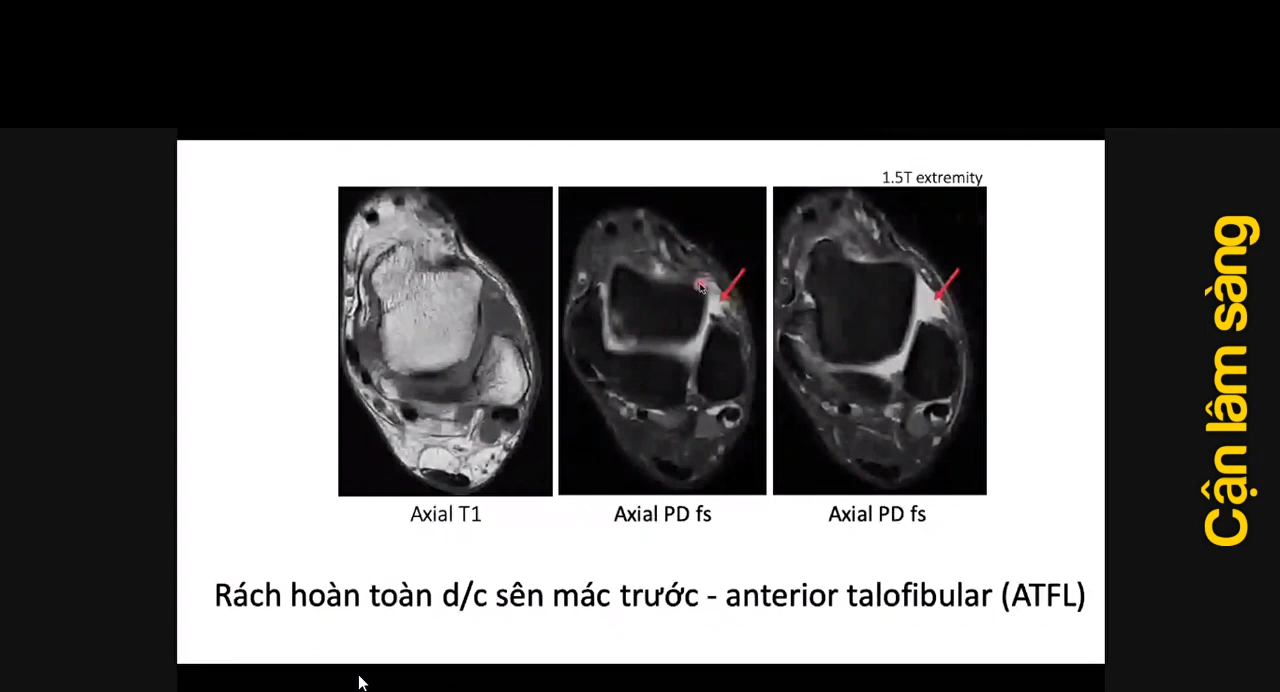 1.5T extremity
Axial T1
Axial PD fs
Axial PD fs
Rách hoàn toàn d/c sên mác trước - anterior talofibular (ATFL)
Cận lâm sàng